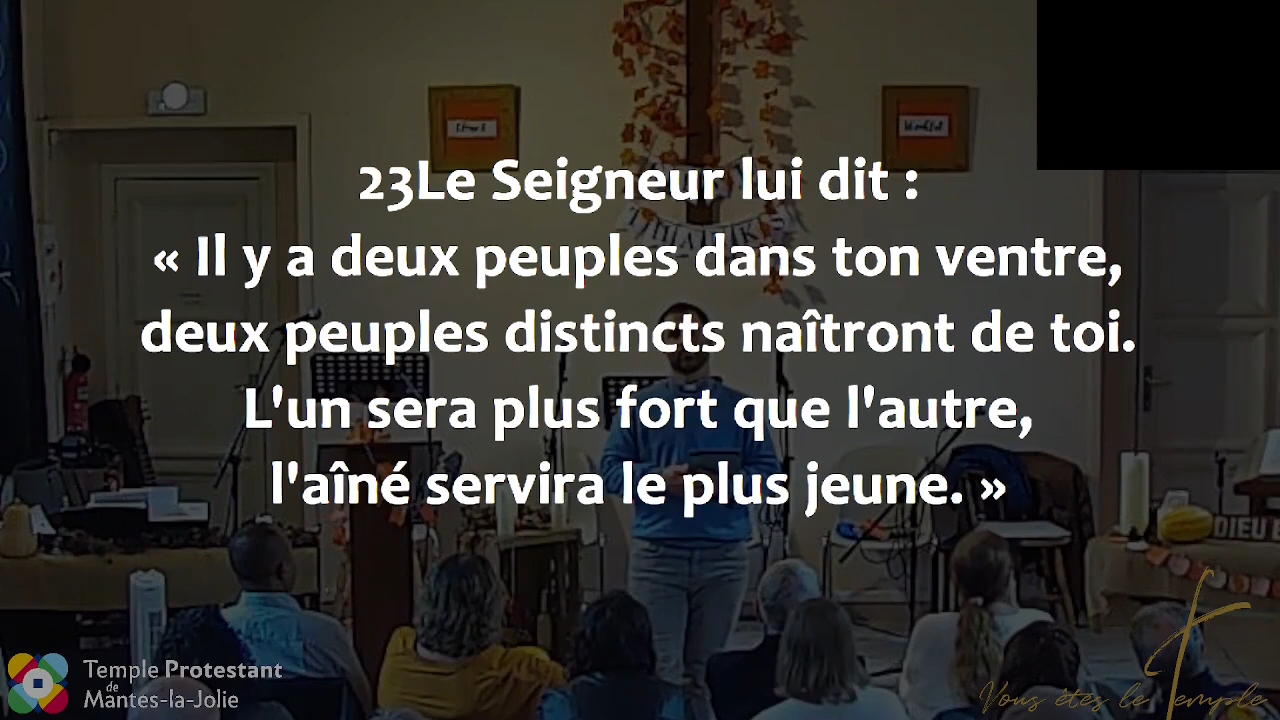 23Le Seigneur lui dit :
« Il y a deux peuples dans ton ventre,
deux peuples distincts naîtront de toi.
L'un sera plus fort que l'autre,
l'aîné servira le plus jeune. »
DIEU
Temple Protestant
de
Mantes-la-Jolie
Vous êtes le Temple